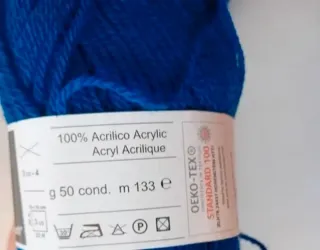 100% Acrilico Acrylic
Acryl Acrilique
g 50 cond. m 133 ℮
OEKO-TEX®
STANDARD 100